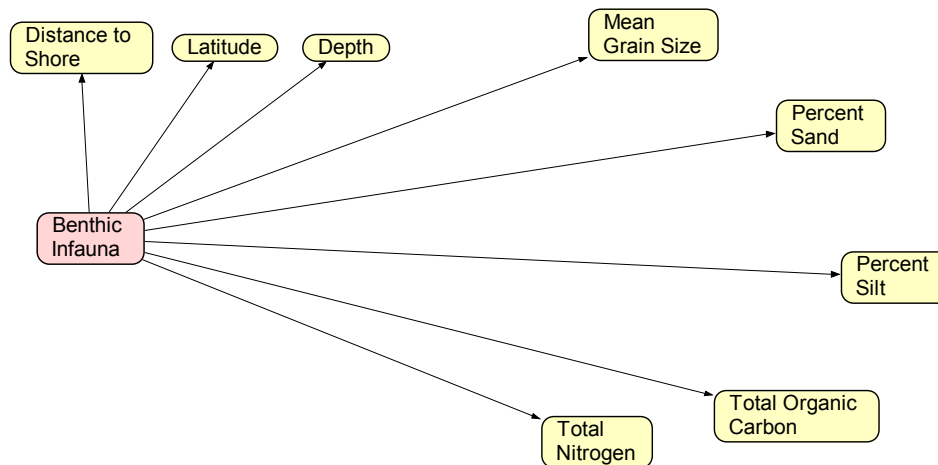 Distance to
Shore
Latitude
Depth
Mean
Grain Size
Percent
Sand
Benthic
Infauna
Percent
Silt
Total Organic
Carbon
Total
Nitrogen